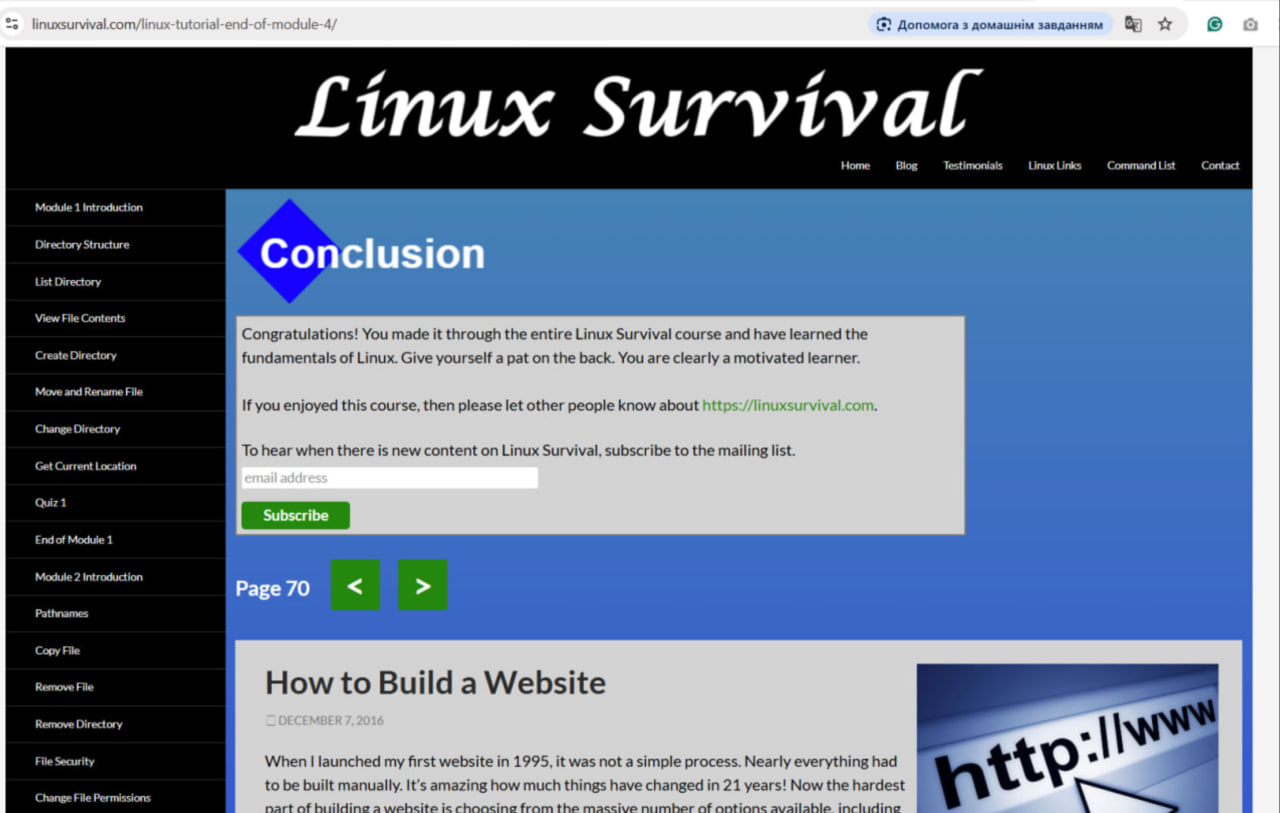 linuxsurvival.com/linux-tutorial-end-of-module-4/
Допомога з домашнім завданням
Linux Survival
Home Blog Testimonials Linux Links Command List Contact
Module 1 Introduction
Directory Structure
List Directory
View File Contents
Create Directory
Move and Rename File
Change Directory
Get Current Location
Quiz 1
End of Module 1
Module 2 Introduction
Pathnames
Copy File
Remove File
Remove Directory
File Security
Change File Permissions
Conclusion
Congratulations! You made it through the entire Linux Survival course and have learned the
fundamentals of Linux. Give yourself a pat on the back. You are clearly a motivated learner.
If you enjoyed this course, then please let other people know about https://linuxsurvival.com.
To hear when there is new content on Linux Survival, subscribe to the mailing list.
email address
Subscribe
Page 70 < >
How to Build a Website
DECEMBER 7, 2016
When I launched my first website in 1995, it was not a simple process. Nearly everything had
to be built manually. It’s amazing how much things have changed in 21 years! Now the hardest
part of building a website is choosing from the massive number of options available, including
http://www